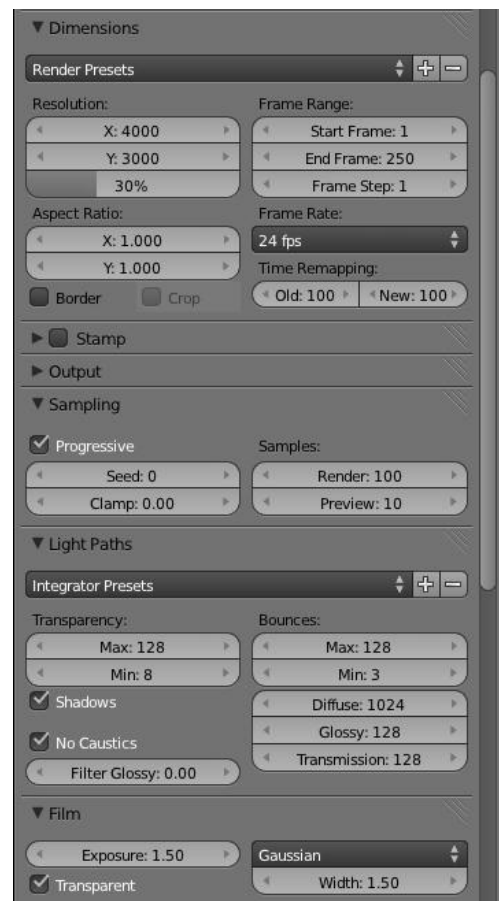 Dimensions
Render Presets
Resolution:
X: 4000
Y: 3000
30%
Frame Range:
Start Frame: 1
End Frame: 250
Frame Step: 1
Aspect Ratio:
X: 1.000
Y: 1.000
Border
Crop
Frame Rate:
24 fps
Time Remapping:
Old: 100
New: 100
Stamp
Output
Sampling
Progressive
Seed: 0
Clamp: 0.00
Samples:
Render: 100
Preview: 10
Light Paths
Integrator Presets
Transparency:
Max: 128
Min: 8
Shadows
No Caustics
Filter Glossy: 0.00
Bounces:
Max: 128
Min: 3
Diffuse: 1024
Glossy: 128
Transmission: 128
Film
Exposure: 1.50
Transparent
Gaussian
Width: 1.50